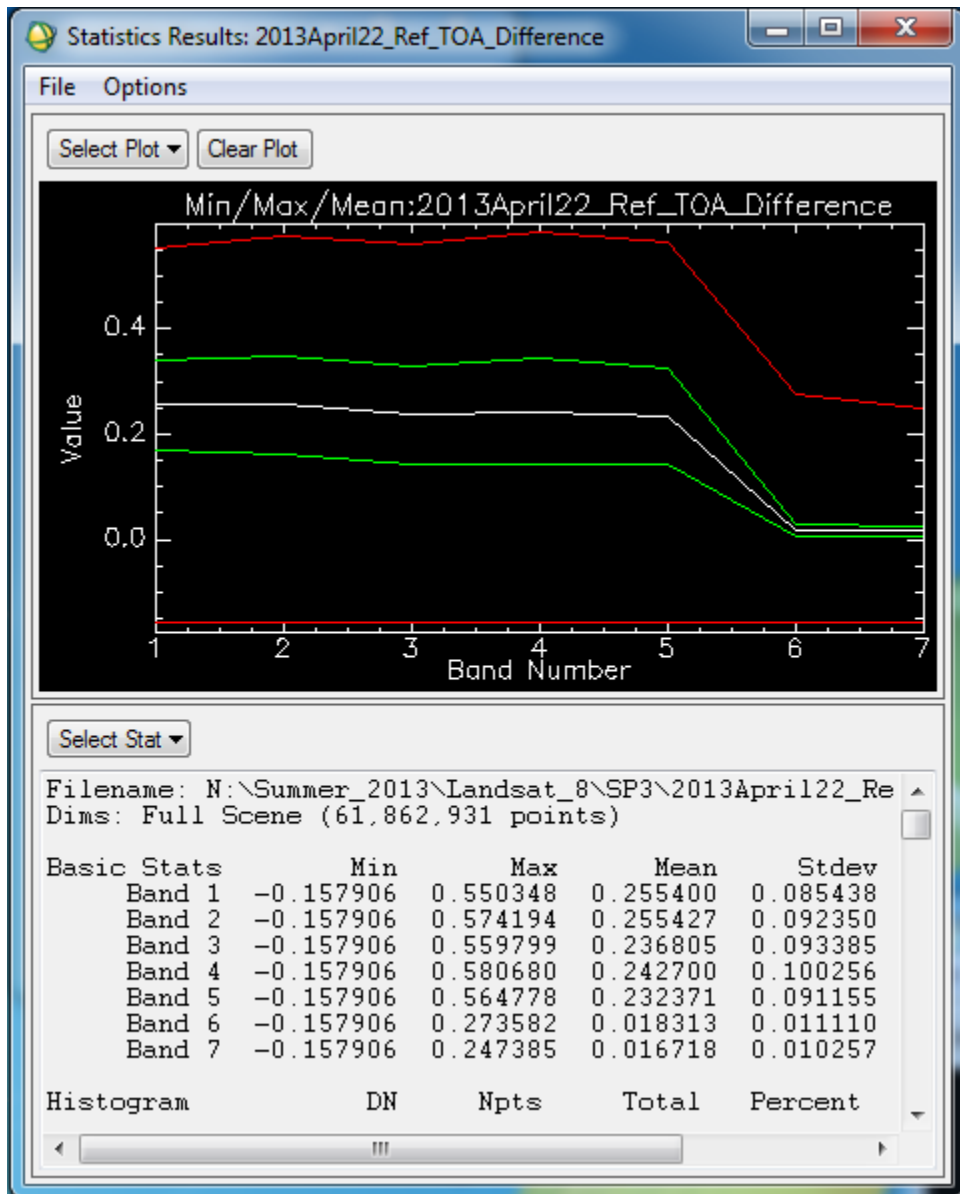 Statistics Results: 2013April22_Ref_TOA_Difference
File Options
Select Plot Clear Plot
Min/Max/Mean:2013April22_Ref_TOA_Difference
0.4
0.2
0.0
Value
1 2 3 4 5 6 7
Band Number
Select Stat
Filename: N:\Summer_2013\Landsat_8\SP3\2013April22_Re
Dims: Full Scene (61,862,931 points)
Basic Stats Min Max Mean Stdev
Band 1 -0.157906 0.550348 0.255400 0.085438
Band 2 -0.157906 0.574194 0.255427 0.092350
Band 3 -0.157906 0.559799 0.236805 0.093385
Band 4 -0.157906 0.580680 0.242700 0.100256
Band 5 -0.157906 0.564778 0.232371 0.091155
Band 6 -0.157906 0.273582 0.018313 0.011110
Band 7 -0.157906 0.247385 0.016718 0.010257
Histogram DN Npts Total Percent